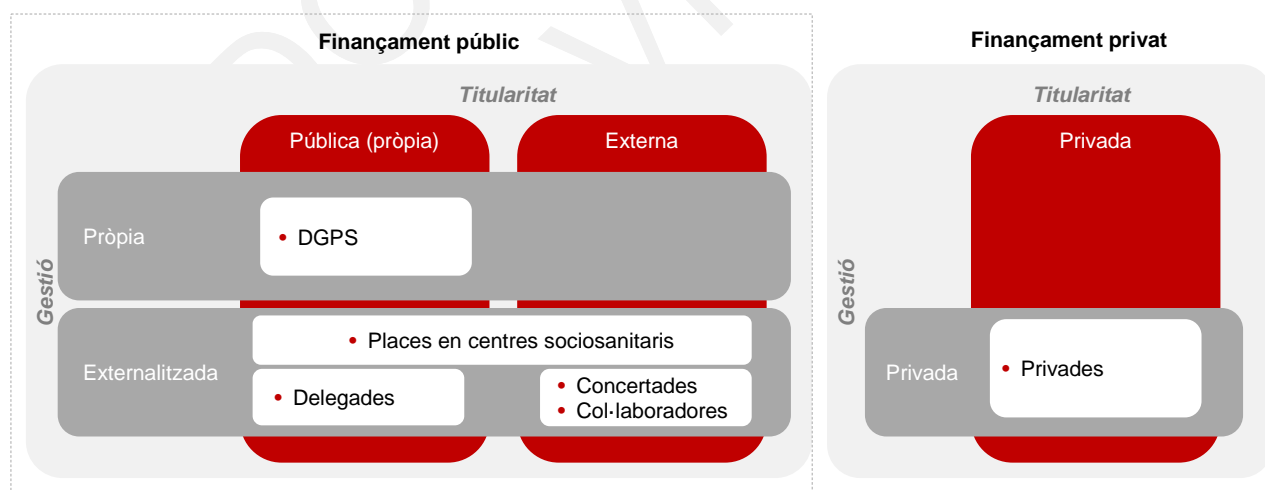 Finançament públic
Titularitat
Pública (pròpia)
Externa
Gestió
Pròpia
• DGPS
Externalitzada
• Places en centres sociosanitaris
• Delegades
• Concertades
• Col·laboradores
Finançament privat
Titularitat
Privada
Gestió
Privada
• Privades